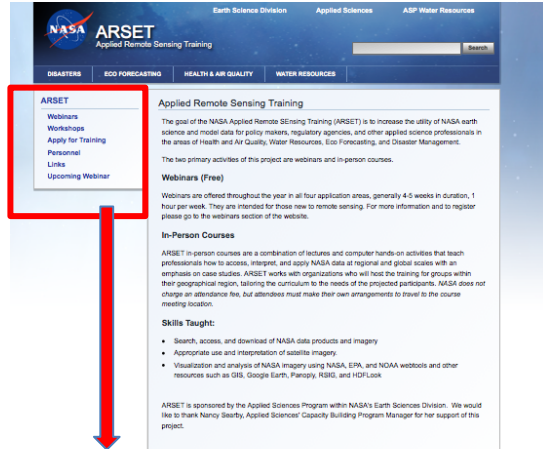 Earth Science Division Applied Sciences ASP Water Resources
NASA
ARSET
Applied Remote Sensing Training
Search
DISASTERS ECO FORECASTING HEALTH & AIR QUALITY WATER RESOURCES
ARSET
Webinars
Workshops
Apply for Training
Personnel
Links
Upcoming Webinar
Applied Remote Sensing Training
The goal of the NASA Applied Remote SEnsing Training (ARSET) is to increase the utility of NASA earth
science and model data for policy makers, regulatory agencies, and other applied science professionals in
the areas of Health and Air Quality, Water Resources, Eco Forecasting, and Disaster Management.
The two primary activities of this project are webinars and in-person courses.
Webinars (Free)
Webinars are offered throughout the year in all four application areas, generally 4-5 weeks in duration, 1
hour per week. They are intended for those new to remote sensing. For more information and to register
please go to the webinars section of the website.
In-Person Courses
ARSET in-person courses are a combination of lectures and computer hands-on activities that teach
professionals how to access, interpret, and apply NASA data at regional and global scales with an
emphasis on case studies. ARSET works with organizations who will host the training for groups within
their geographical region, tailoring the curriculum to the needs of the projected participants. NASA does not
charge an attendance fee, but attendees must make their own arrangements to travel to the course
meeting location.
Skills Taught:
• Search, access, and download of NASA data products and imagery
• Appropriate use and interpretation of satellite imagery.
• Visualization and analysis of NASA imagery using NASA, EPA, and NOAA webtools and other
resources such as GIS, Google Earth, Panoply, RSIG, and HDFLook
ARSET is sponsored by the Applied Sciences Program within NASA's Earth Sciences Division. We would
like to thank Nancy Searby, Applied Sciences' Capacity Building Program Manager for her support of this
project.